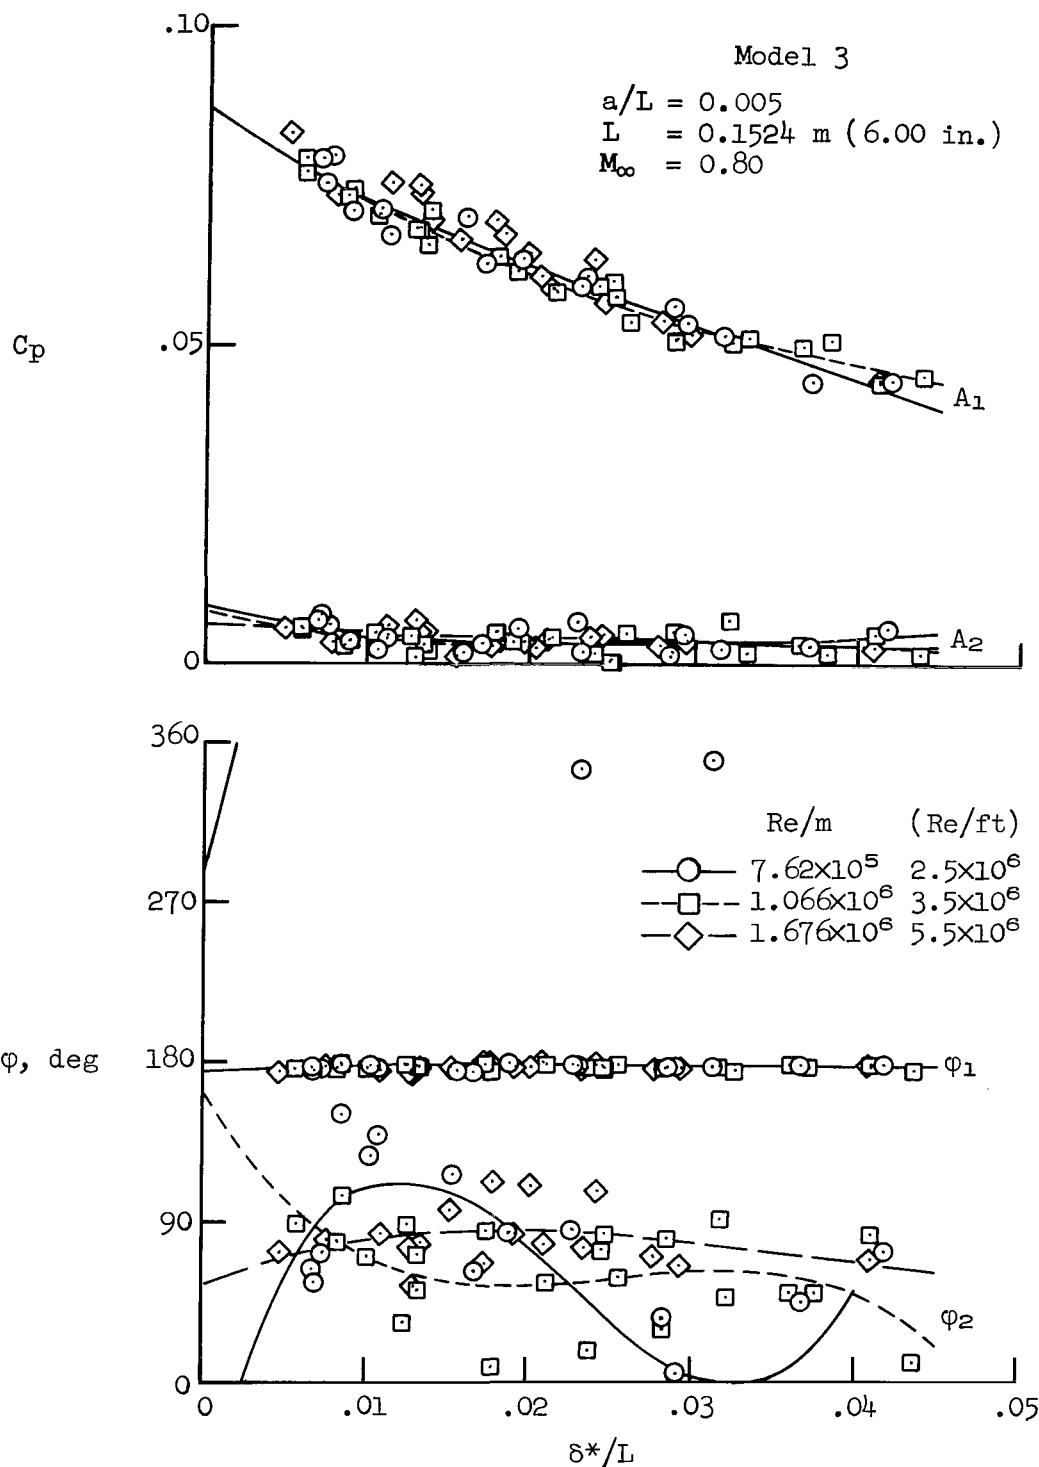 .10
Model 3
a/L = 0.005
L = 0.1524 m (6.00 in.)
M∞ = 0.80
Cp
.05
A1
A2
0
360
Re/m (Re/ft)
7.62×10⁵ 2.5×10⁶
1.066×10⁶ 3.5×10⁶
1.676×10⁶ 5.5×10⁶
270
φ, deg
180
φ1
90
φ2
0
0 .01 .02 .03 .04 .05
δ*/L